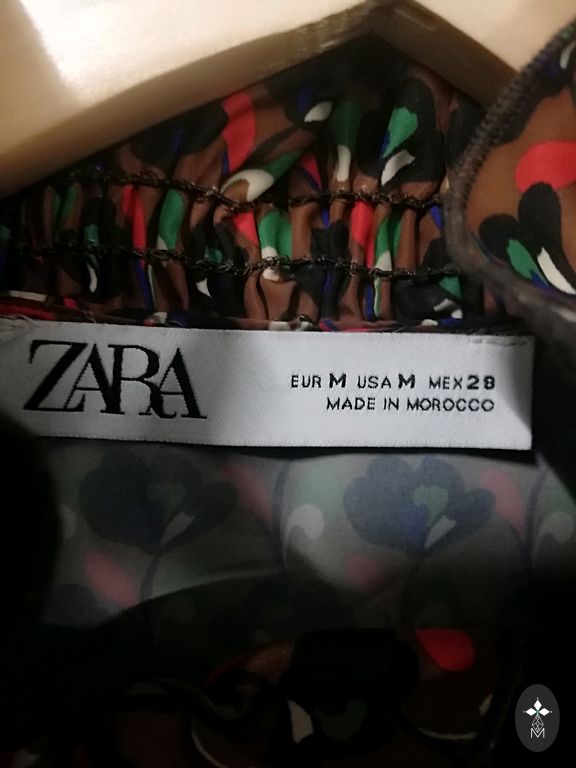 ZARA
EUR M USA M MEX 28
MADE IN MOROCCO
M